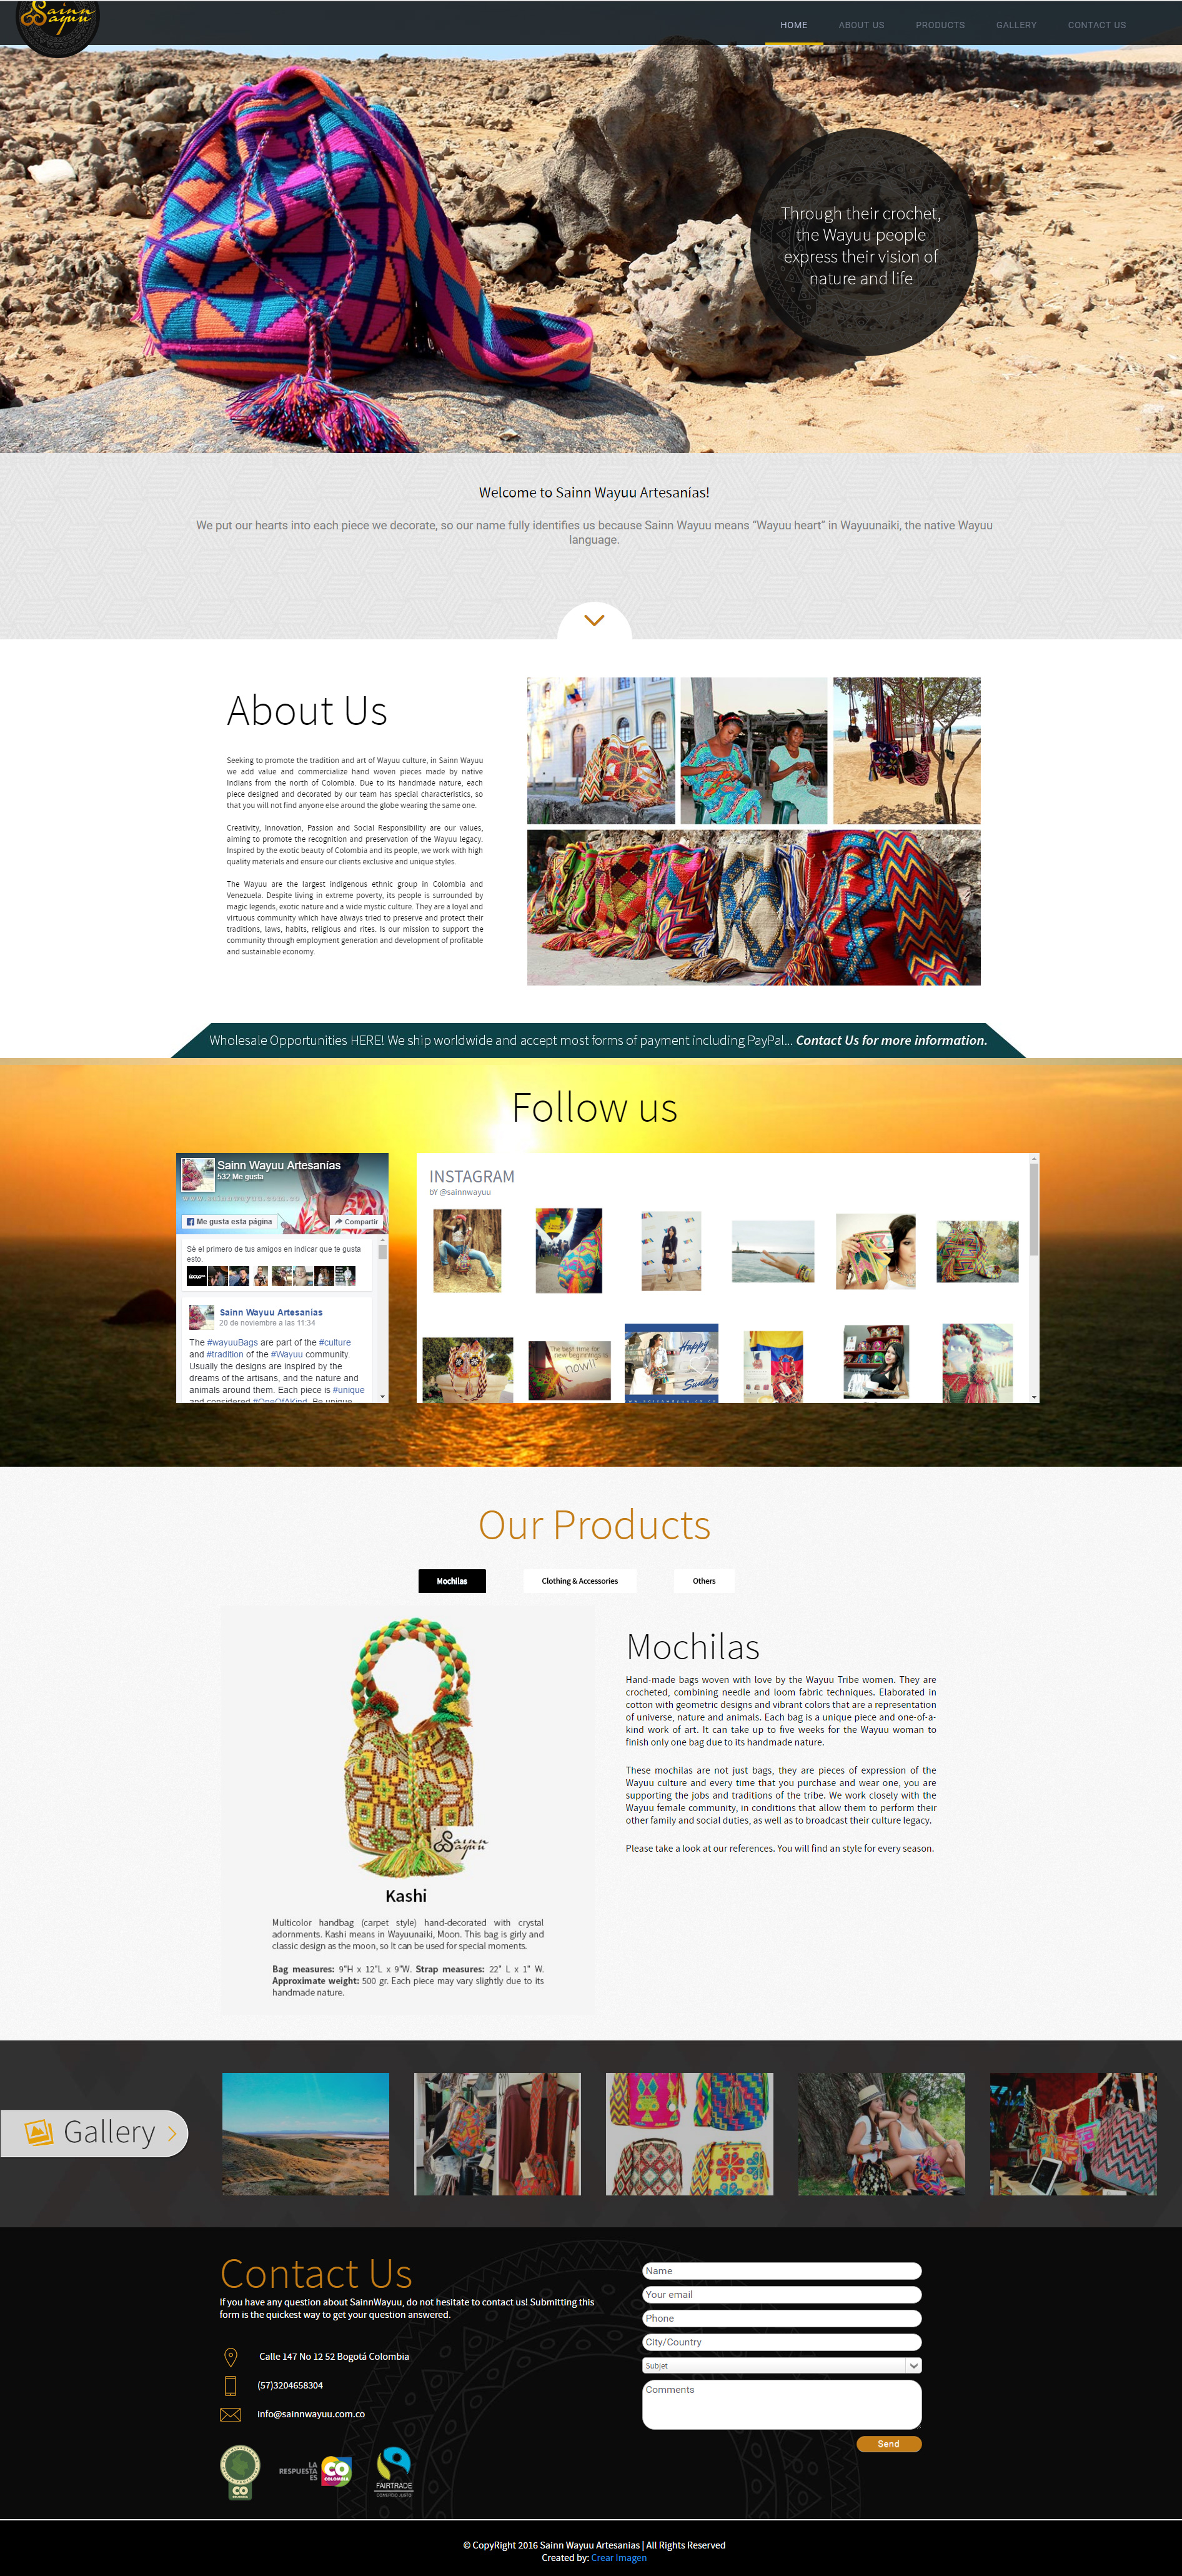 Sainn
Wayuu
HOME
ABOUT US
PRODUCTS
GALLERY
CONTACT US
Through their crochet,
the Wayuu people
express their vision of
nature and life
Welcome to Sainn Wayuu Artesanías!
We put our hearts into each piece we decorate, so our name fully identifies us because Sainn Wayuu means “Wayuu heart” in Wayuunaiki, the native Wayuu
language.
About Us
Seeking to promote the tradition and art of Wayuu culture, in Sainn Wayuu
we add value and commercialize hand woven pieces made by native
Indians from the north of Colombia. Due to its handmade nature, each
piece designed and decorated by our team has special characteristics, so
that you will not find anyone else around the globe wearing the same one.
Creativity, Innovation, Passion and Social Responsibility are our values,
aiming to promote the recognition and preservation of the Wayuu legacy.
Inspired by the exotic beauty of Colombia and its people, we work with high
quality materials and ensure our clients exclusive and unique styles.
The Wayuu are the largest indigenous ethnic group in Colombia and
Venezuela. Despite living in extreme poverty, its people is surrounded by
magic legends, exotic nature and a wide mystic culture. They are a loyal and
virtuous community which have always tried to preserve and protect their
traditions, laws, habits, religious and rites. Is our mission to support the
community through employment generation and development of profitable
and sustainable economy.
Wholesale Opportunities HERE! We ship worldwide and accept most forms of payment including PayPal... Contact Us for more information.
Follow us
Sainn Wayuu Artesanías
532 Me gusta
www.sainnwayuu.com.co
Me gusta esta página
Compartir
Sé el primero de tus amigos en indicar que te gusta
esto.
Sainn Wayuu Artesanías
20 de noviembre a las 11:34
The #wayuuBags are part of the #culture
and #tradition of the #Wayuu community.
Usually the designs are inspired by the
dreams of the artisans, and the nature and
animals around them. Each piece is #unique
and considered #OneOfAKind. Be unique
INSTAGRAM
bY @sainnwayuu
The best time for
new beginnings is
now!!
Happy
Sunday
Our Products
Mochilas
Clothing & Accessories
Others
Sainn
Wayuu
Kashi
Multicolor handbag (carpet style) hand-decorated with crystal
adornments. Kashi means in Wayuunaiki, Moon. This bag is girly and
classic design as the moon, so It can be used for special moments.
Bag measures: 9"H x 12"L x 9"W. Strap measures: 22" L x 1" W.
Approximate weight: 500 gr. Each piece may vary slightly due to its
handmade nature.
Mochilas
Hand-made bags woven with love by the Wayuu Tribe women. They are
crocheted, combining needle and loom fabric techniques. Elaborated in
cotton with geometric designs and vibrant colors that are a representation
of universe, nature and animals. Each bag is a unique piece and one-of-a-
kind work of art. It can take up to five weeks for the Wayuu woman to
finish only one bag due to its handmade nature.
These mochilas are not just bags, they are pieces of expression of the
Wayuu culture and every time that you purchase and wear one, you are
supporting the jobs and traditions of the tribe. We work closely with the
Wayuu female community, in conditions that allow them to perform their
other family and social duties, as well as to broadcast their culture legacy.
Please take a look at our references. You will find an style for every season.
Gallery
Contact Us
If you have any question about SainnWayuu, do not hesitate to contact us! Submitting this
form is the quickest way to get your question answered.
Calle 147 No 12 52 Bogotá Colombia
(57)3204658304
info@sainnwayuu.com.co
CO
LA
RESPUESTA
ES
CO
COLOMBIA
FAIRTRADE
COMERCIO JUSTO
Name
Your email
Phone
City/Country
Subjet
Comments
Send
© CopyRight 2016 Sainn Wayuu Artesanias | All Rights Reserved
Created by: Crear Imagen